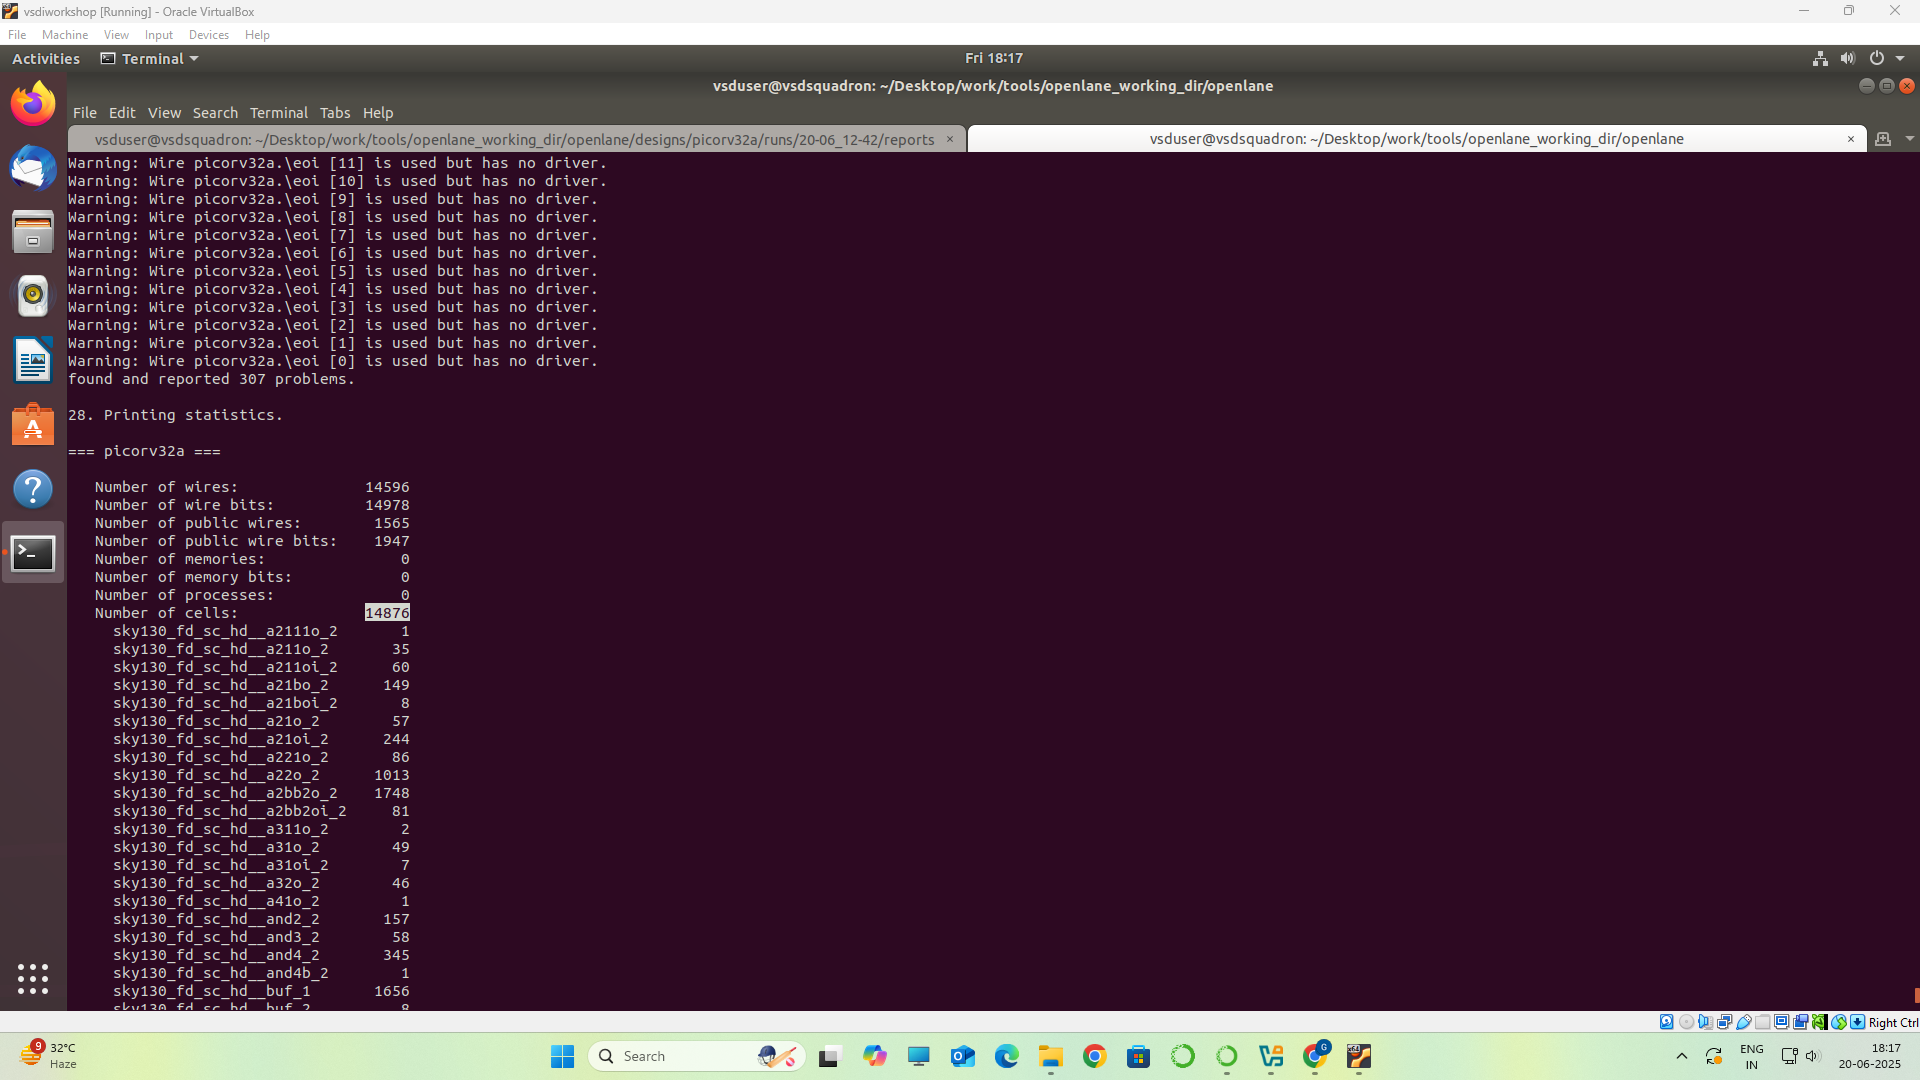 vsdiworkshop [Running] - Oracle VirtualBox
File Machine View Input Devices Help
Activities Terminal Fri 18:17
vsduser@vsdsquadron: ~/Desktop/work/tools/openlane_working_dir/openlane
File Edit View Search Terminal Tabs Help
vsduser@vsdsquadron: ~/Desktop/work/tools/openlane_working_dir/openlane/designs/picorv32a/runs/20-06_12-42/reports × vsduser@vsdsquadron: ~/Desktop/work/tools/openlane_working_dir/openlane ×
Warning: Wire picorv32a.\eoi [11] is used but has no driver.
Warning: Wire picorv32a.\eoi [10] is used but has no driver.
Warning: Wire picorv32a.\eoi [9] is used but has no driver.
Warning: Wire picorv32a.\eoi [8] is used but has no driver.
Warning: Wire picorv32a.\eoi [7] is used but has no driver.
Warning: Wire picorv32a.\eoi [6] is used but has no driver.
Warning: Wire picorv32a.\eoi [5] is used but has no driver.
Warning: Wire picorv32a.\eoi [4] is used but has no driver.
Warning: Wire picorv32a.\eoi [3] is used but has no driver.
Warning: Wire picorv32a.\eoi [2] is used but has no driver.
Warning: Wire picorv32a.\eoi [1] is used but has no driver.
Warning: Wire picorv32a.\eoi [0] is used but has no driver.
found and reported 307 problems.
28. Printing statistics.
=== picorv32a ===
Number of wires: 14596
Number of wire bits: 14978
Number of public wires: 1565
Number of public wire bits: 1947
Number of memories: 0
Number of memory bits: 0
Number of processes: 0
Number of cells: 14876
sky130_fd_sc_hd__a2111o_2 1
sky130_fd_sc_hd__a211o_2 35
sky130_fd_sc_hd__a211oi_2 60
sky130_fd_sc_hd__a21bo_2 149
sky130_fd_sc_hd__a21boi_2 8
sky130_fd_sc_hd__a21o_2 57
sky130_fd_sc_hd__a21oi_2 244
sky130_fd_sc_hd__a221o_2 86
sky130_fd_sc_hd__a22o_2 1013
sky130_fd_sc_hd__a2bb2o_2 1748
sky130_fd_sc_hd__a2bb2oi_2 81
sky130_fd_sc_hd__a311o_2 2
sky130_fd_sc_hd__a31o_2 49
sky130_fd_sc_hd__a31oi_2 7
sky130_fd_sc_hd__a32o_2 46
sky130_fd_sc_hd__a41o_2 1
sky130_fd_sc_hd__and2_2 157
sky130_fd_sc_hd__and3_2 58
sky130_fd_sc_hd__and4_2 345
sky130_fd_sc_hd__and4b_2 1
sky130_fd_sc_hd__buf_1 1656
sky130_fd_sc_hd__buf_2 8
Right Ctrl
9 32°C
Haze
Search
ENG
IN
18:17
20-06-2025